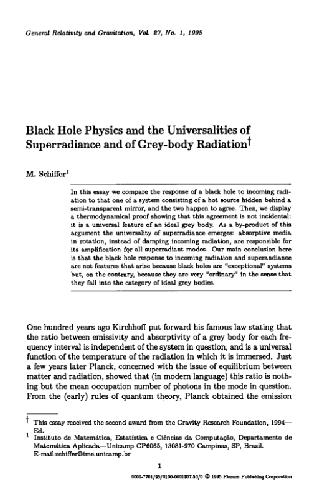 General Relativity and Gravitation, Vol. 27, No. 1, 1995
Black Hole Physics and the Universalities of
Superradiance and of Grey-body Radiation†
M. Schiffer¹
In this essay we compare the response of a black hole to incoming radi-
ation to that one of a system consisting of a hot source hidden behind a
semi-transparent mirror, and the two happen to agree. Then, we display
a thermodynamical proof showing that this agreement is not incidental:
it is a universal feature of an ideal grey body. As a by-product of this
argument the universality of superradiance emerges: absorptive media
in rotation, instead of damping incoming radiation, are responsible for
its amplification for all superradiant modes. Our main conclusion here
is that the black hole response to incoming radiation and superradiance
are not features that arise because black holes are "exceptional" systems
but, on the contrary, because they are very "ordinary" in the sense that
they fall into the category of ideal grey bodies.
One hundred years ago Kirchhoff put forward his famous law stating that
the ratio between emissivity and absorptivity of a grey body for each fre-
quency interval is independent of the system in question, and is a universal
function of the temperature of the radiation in which it is immersed. Just
a few years later Planck, concerned with the issue of equilibrium between
matter and radiation, showed that (in modern language) this ratio is noth-
ing but the mean occupation number of photons in the mode in question.
From the (early) rules of quantum theory, Planck obtained the emission
† This essay received the second award from the Gravity Research Foundation, 1994—
Ed.
¹ Instituto de Matemática, Estatística e Ciências da Computação, Departamento de
Matemática Aplicada—Unicamp CP6065, 13081-970 Campinas, SP, Brasil.
E-mail:schiffer@ime.unicamp.br
1
1995 Plenum Publishing Corporation